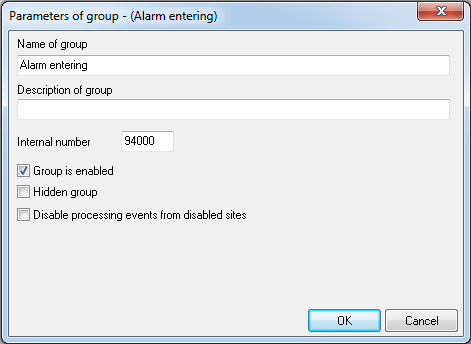 Parameters of group - (Alarm entering)
Name of group
Alarm entering
Description of group
Internal number 94000
Group is enabled
Hidden group
Disable processing events from disabled sites
OK Cancel